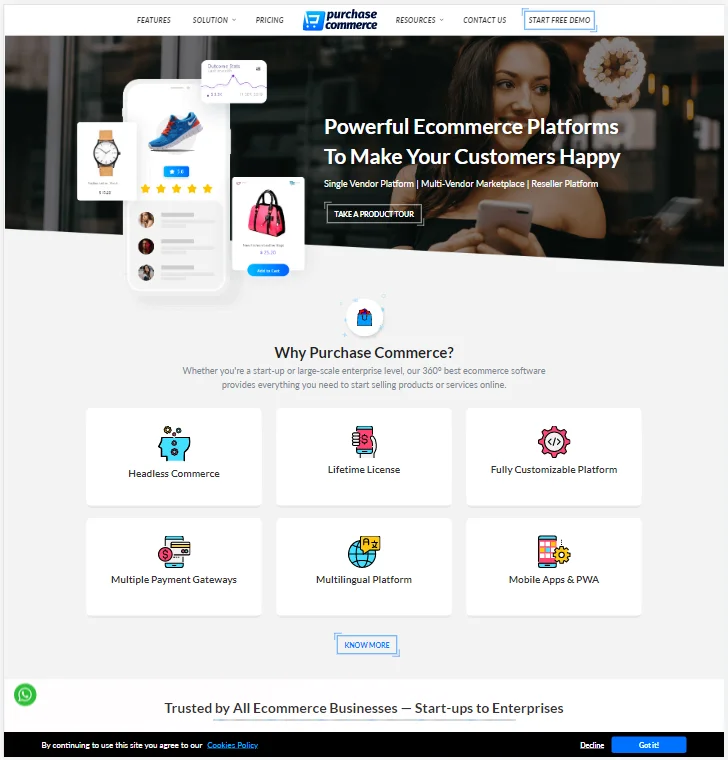 FEATURES
SOLUTION
PRICING
purchase
commerce
RESOURCES
CONTACT US
START FREE DEMO
Outcome Stats
Powerful Ecommerce Platforms
To Make Your Customers Happy
Single Vendor Platform | Multi-Vendor Marketplace | Reseller Platform
TAKE A PRODUCT TOUR
Add to Cart
Why Purchase Commerce?
Whether you're a start-up or large-scale enterprise level, our 360° best ecommerce software
provides everything you need to start selling products or services online.
Headless Commerce
Lifetime License
Fully Customizable Platform
Multiple Payment Gateways
Multilingual Platform
Mobile Apps & PWA
KNOW MORE
Trusted by All Ecommerce Businesses — Start-ups to Enterprises
By continuing to use this site you agree to our Cookies Policy
Decline
Got it!